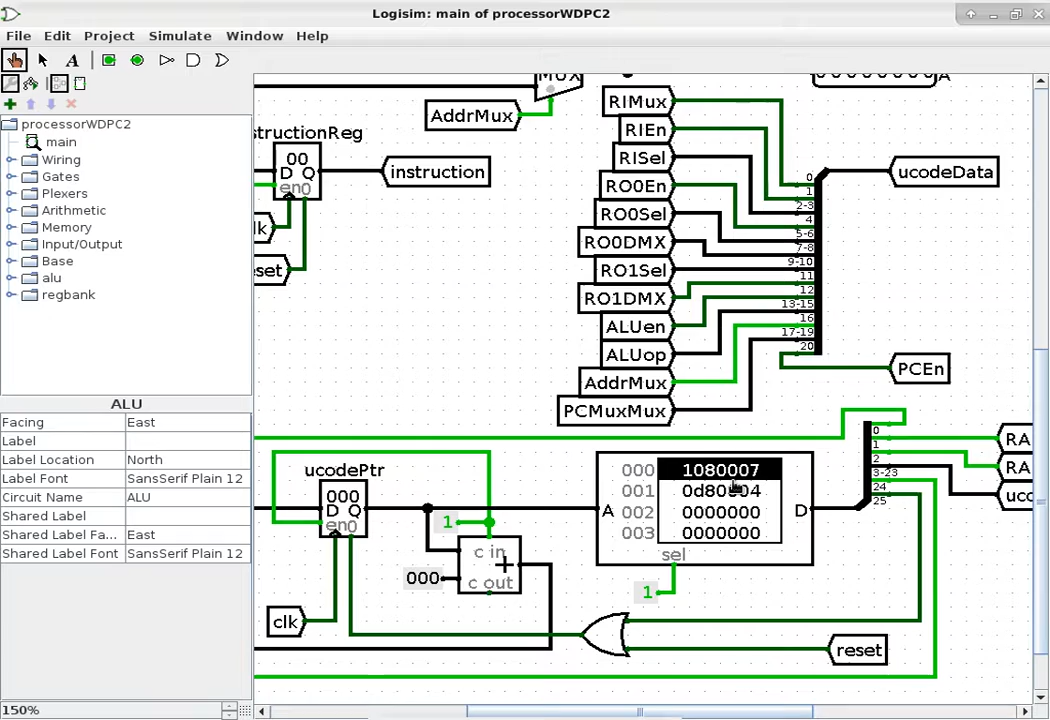 Logisim: main of processorWDPC2
File Edit Project Simulate Window Help
A
processorWDPC2
main
Wiring
Gates
Plexers
Arithmetic
Memory
Input/Output
Base
alu
regbank
ALU
Facing East
Label
Label Location North
Label Font SansSerif Plain 12
Circuit Name ALU
Shared Label
Shared Label Fa... East
Shared Label Font SansSerif Plain 12
150%
MUX
AddrMux
structionReg
00
D Q
en0
instruction
lk
eset
RIMux
RIEn
RISel
RO0En
RO0Sel
RO0DMX
RO1Sel
RO1DMX
ALUen
ALUop
AddrMux
PCMuxMux
0
1
2-3
4
5-6
7-8
9-10
11
12
13-15
16
17-19
20
ucodeData
PCEn
ucodePtr
000
D Q
en0
1
c in
+
c out
000
clk
A
000 1080007
001
002 0000000
003 0000000
D
sel
1
0
1
2
3-23
24
25
RA
RA
ucc
reset